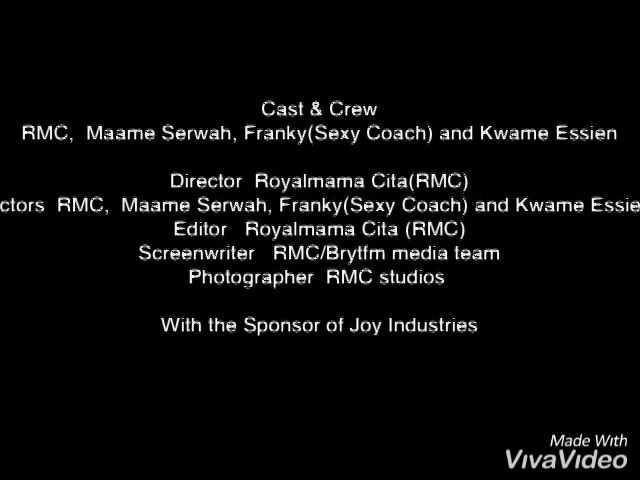 Cast & Crew
RMC,  Maame Serwah, Franky(Sexy Coach) and Kwame Essien
Director  Royalmama Cita(RMC)
ctors  RMC,  Maame Serwah, Franky(Sexy Coach) and Kwame Essie
Editor   Royalmama Cita (RMC)
Screenwriter   RMC/Brytfm media team
Photographer  RMC studios
With the Sponsor of Joy Industries
Made With
VivaVideo